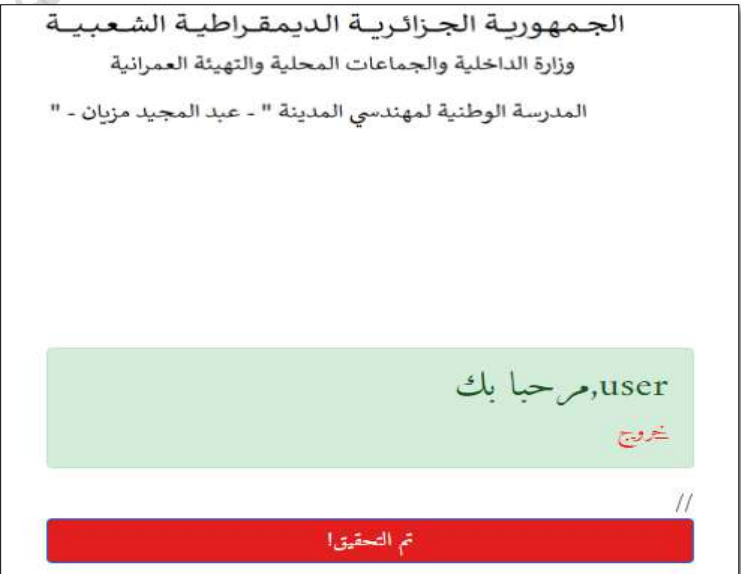 الجمهورية الجزائرية الديمقراطية الشعبية
وزارة الداخلية والجماعات المحلية والتهيئة العمرانية
المدرسة الوطنية لمهندسي المدينة " - عبد المجيد مزيان - "
user,مرحبا بك
خروج
//
تم التحقيق!